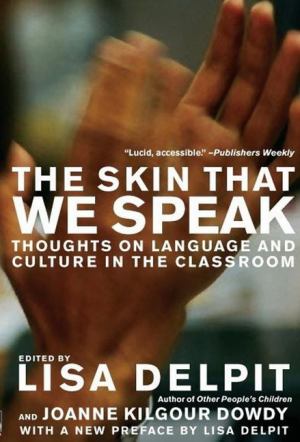 "Lucid, accessible." –Publishers Weekly
THE SKIN THAT
WE SPEAK
THOUGHTS ON LANGUAGE AND
CULTURE IN THE CLASSROOM
EDITED BY
LISA DELPIT
Author of Other People's Children
AND JOANNE KILGOUR DOWDY
WITH A NEW PREFACE BY LISA DELPIT